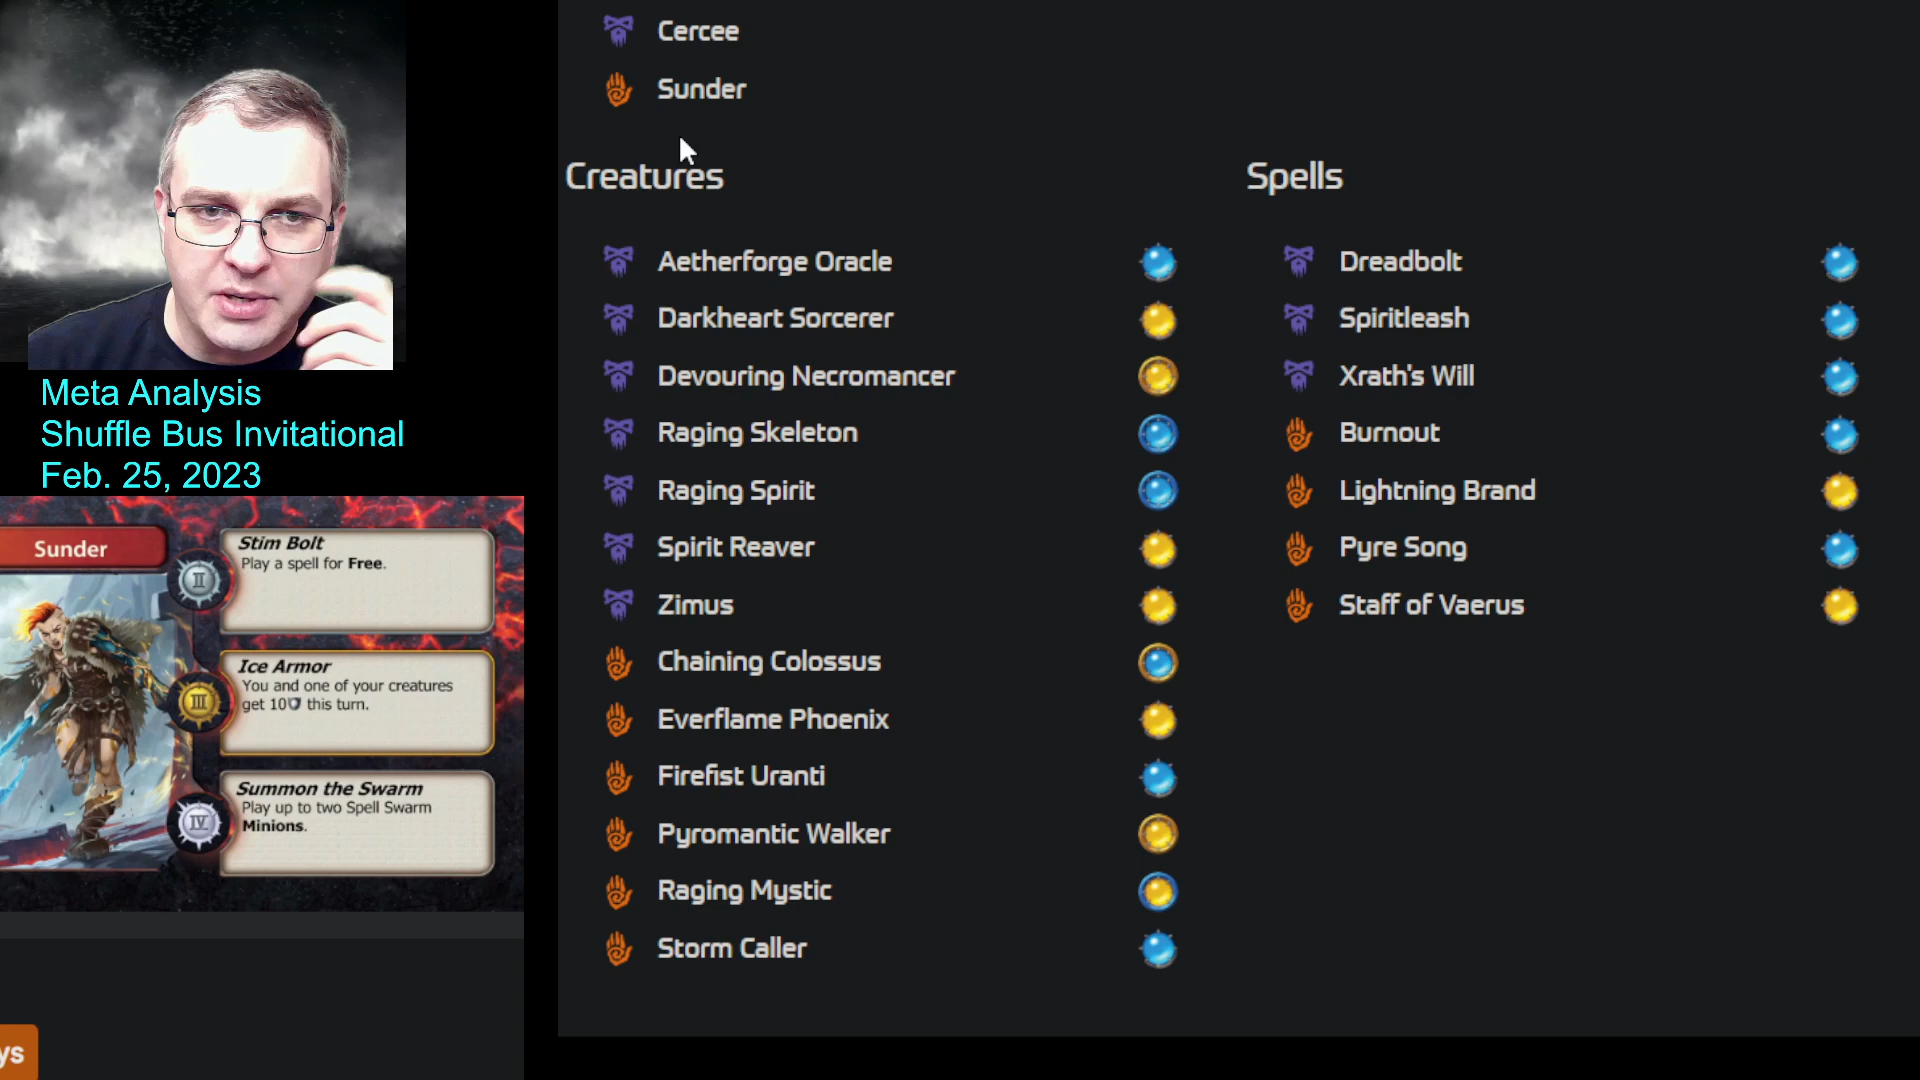 Cercee
Sunder
Creatures
Spells
Aetherforge Oracle
Dreadbolt
Darkheart Sorcerer
Spiritleash
Devouring Necromancer
Xrath's Will
Raging Skeleton
Burnout
Raging Spirit
Lightning Brand
Spirit Reaver
Pyre Song
Zimus
Staff of Vaerus
Chaining Colossus
Everflame Phoenix
Firefist Uranti
Pyromantic Walker
Raging Mystic
Storm Caller
Meta Analysis
Shuffle Bus Invitational
Feb. 25, 2023
Sunder
II
Stim Bolt
Play a spell for Free.
III
Ice Armor
You and one of your creatures
get 10 this turn.
IV
Summon the Swarm
Play up to two Spell Swarm
Minions.
ys